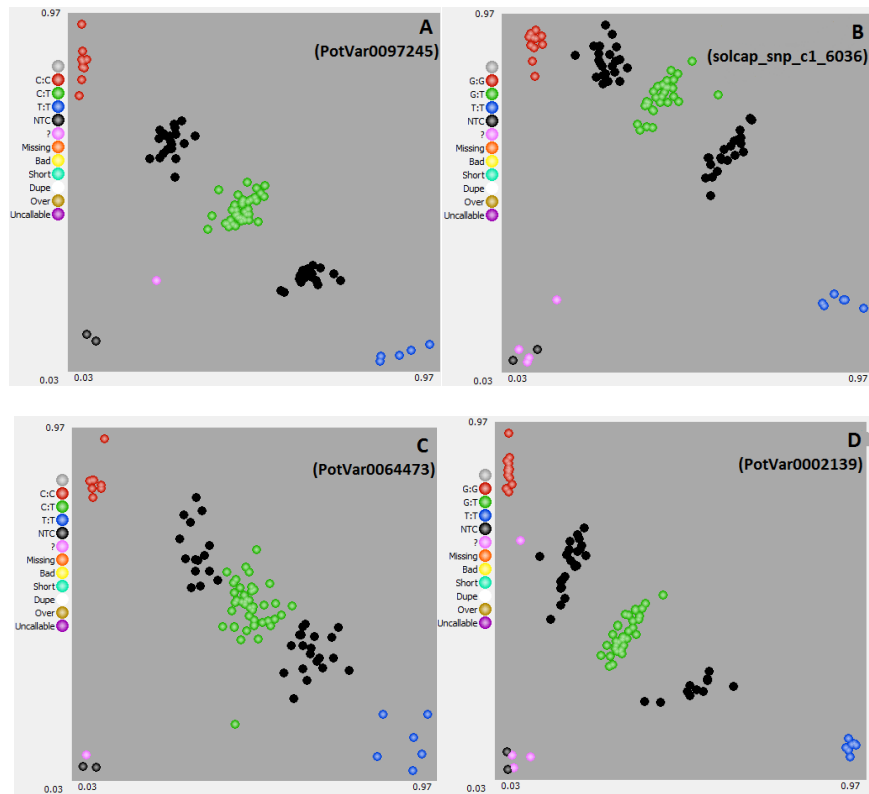 0.97
A
(PotVar0097245)
C:C
C:T
T:T
NTC
?
Missing
Bad
Short
Dupe
Over
Uncallable
0.03
0.03
0.97
0.97
B
(solcap_snp_c1_6036)
G:G
G:T
T:T
NTC
?
Missing
Bad
Short
Dupe
Over
Uncallable
0.03
0.03
0.97
0.97
C
(PotVar0064473)
C:C
C:T
T:T
NTC
?
Missing
Bad
Short
Dupe
Over
Uncallable
0.03
0.03
0.97
0.97
D
(PotVar0002139)
G:G
G:T
T:T
NTC
?
Missing
Bad
Short
Dupe
Over
Uncallable
0.03
0.03
0.97